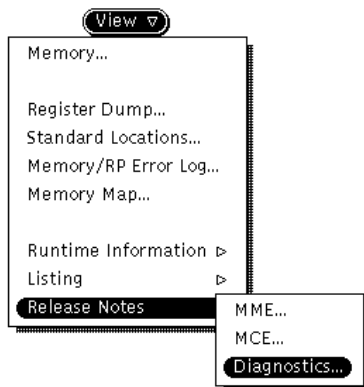 View
Memory...
Register Dump...
Standard Locations...
Memory/RP Error Log...
Memory Map...
Runtime Information
Listing
Release Notes
MME...
MCE...
Diagnostics...